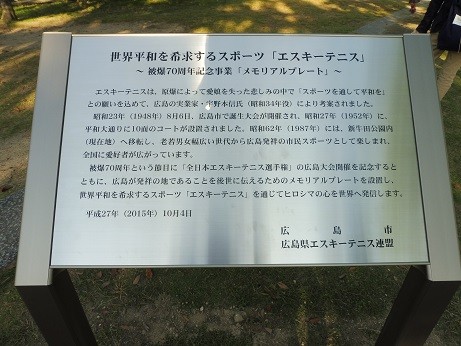 世界平和を希求するスポーツ「エスキーテニス」
～ 被爆70周年記念事業「メモリアルプレート」～
エスキーテニスは、原爆によって愛娘を失った悲しみの中で「スポーツを通して平和を」
との願いを込めて、広島の実業家・宇野本信氏（昭和34年没）により考案されました。
昭和23年（1948年）8月6日、広島市で誕生大会が開催され、昭和27年（1952年）に、
平和大通りに10面のコートが設置されました。昭和62年（1987年）には、新牛田公園内
（現在地）へ移転し、老若男女幅広い世代から広島発祥の市民スポーツとして楽しまれ、
全国に愛好者が広がっています。
被爆70周年という節目に「全日本エスキーテニス選手権」の広島大会開催を記念するとと
もに、広島が発祥の地であることを後世に伝えるためのメモリアルプレートを設置し、
世界平和を希求するスポーツ「エスキーテニス」を通じてヒロシマの心を世界へ発信します。
平成27年（2015年）10月4日
広島市
広島県エスキーテニス連盟